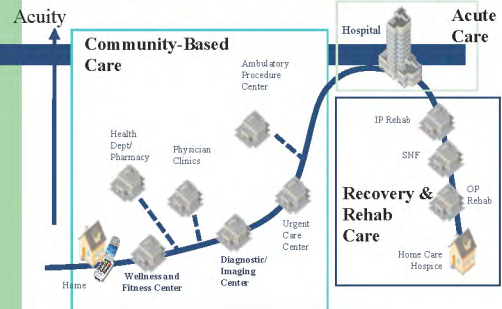 Acuity
Community-Based
Care
Hospital
Acute
Care
Ambulatory
Procedure
Center
Health
Dept/
Pharmacy
Physician
Clinics
IP Rehab
SNF
OP
Rehab
Recovery &
Rehab
Care
Urgent
Care
Center
Diagnostic/
Imaging
Center
Wellness and
Fitness Center
Home
Home Care
Hospice